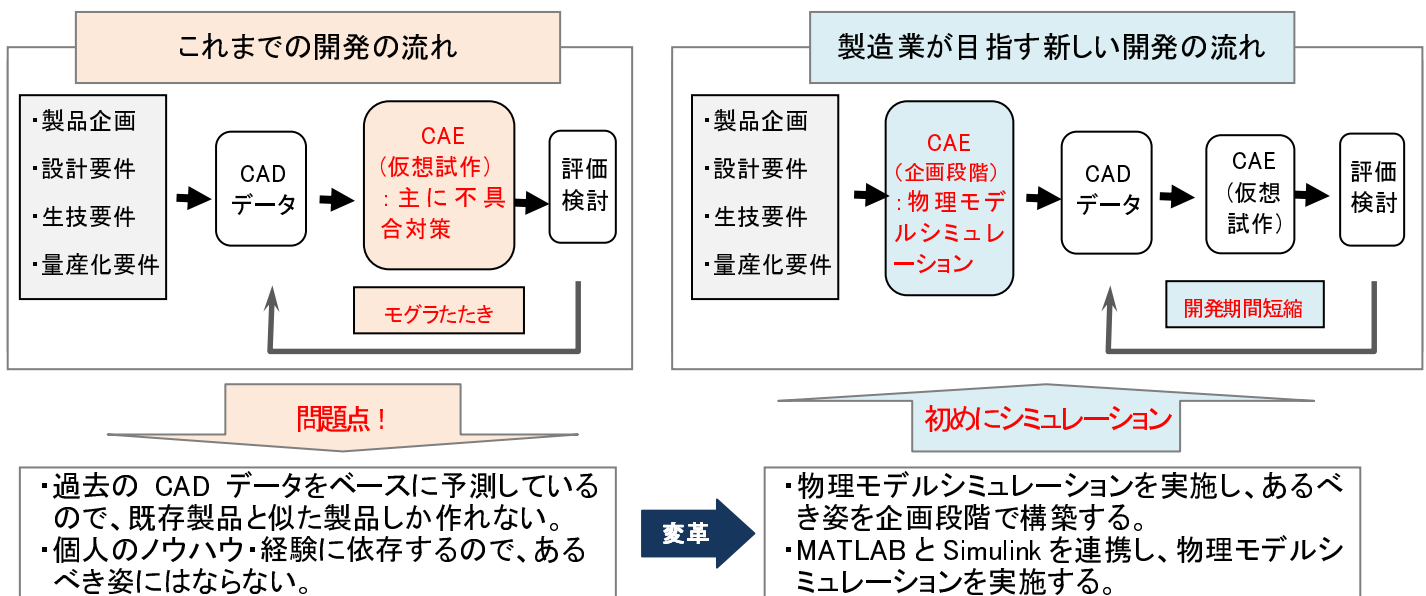 これまでの開発の流れ
・製品企画
・設計要件
・生技要件
・量産化要件
CAD
データ
CAE
(仮想試作)
：主に不具
合対策
評価
検討
モグラたたき
問題点！
・過去の CAD データをベースに予測している
ので、既存製品と似た製品しか作れない。
・個人のノウハウ・経験に依存するので、ある
べき姿にはならない。
変革
製造業が目指す新しい開発の流れ
・製品企画
・設計要件
・生技要件
・量産化要件
CAE
(企画段階)
：物理モデ
ルシミュレ
ーション
CAD
データ
CAE
(仮想
試作)
評価
検討
開発期間短縮
初めにシミュレーション
・物理モデルシミュレーションを実施し、あるべ
き姿を企画段階で構築する。
・MATLAB と Simulink を連携し、物理モデルシ
ミュレーションを実施する。